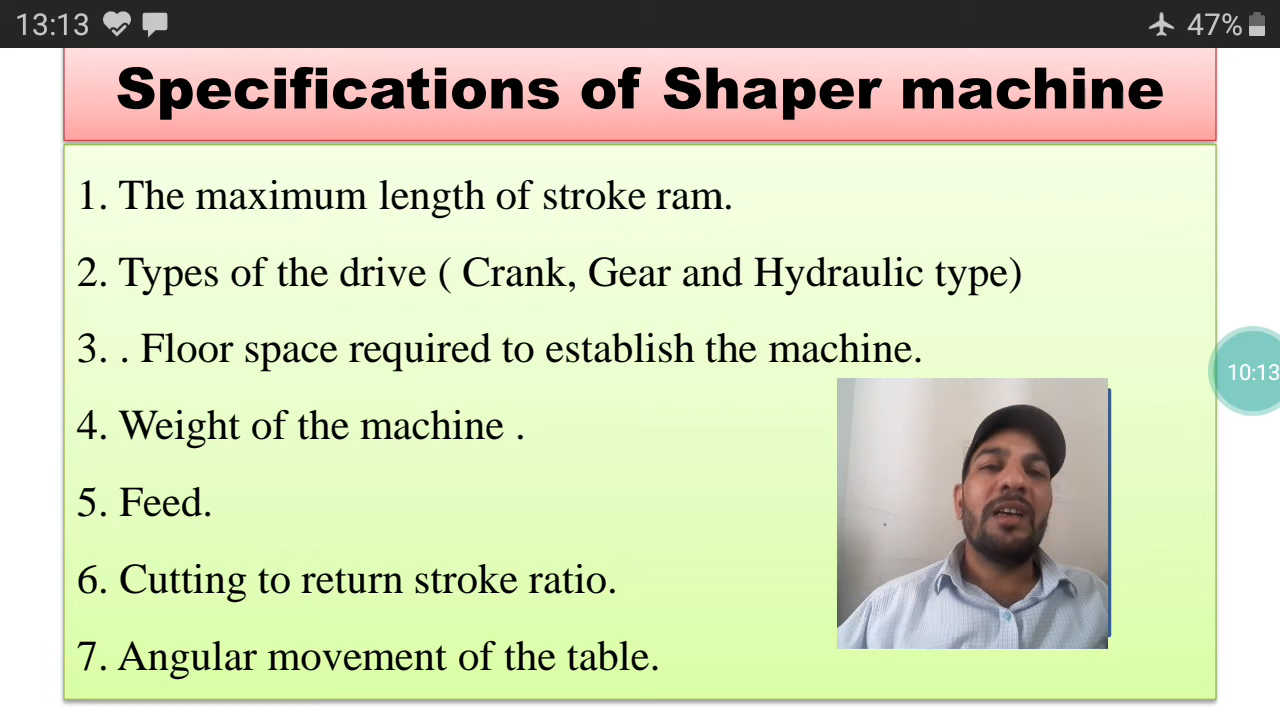 13:13
47%
Specifications of Shaper machine
1. The maximum length of stroke ram.
2. Types of the drive ( Crank, Gear and Hydraulic type)
3. . Floor space required to establish the machine.
10:13
4. Weight of the machine .
5. Feed.
6. Cutting to return stroke ratio.
7. Angular movement of the table.